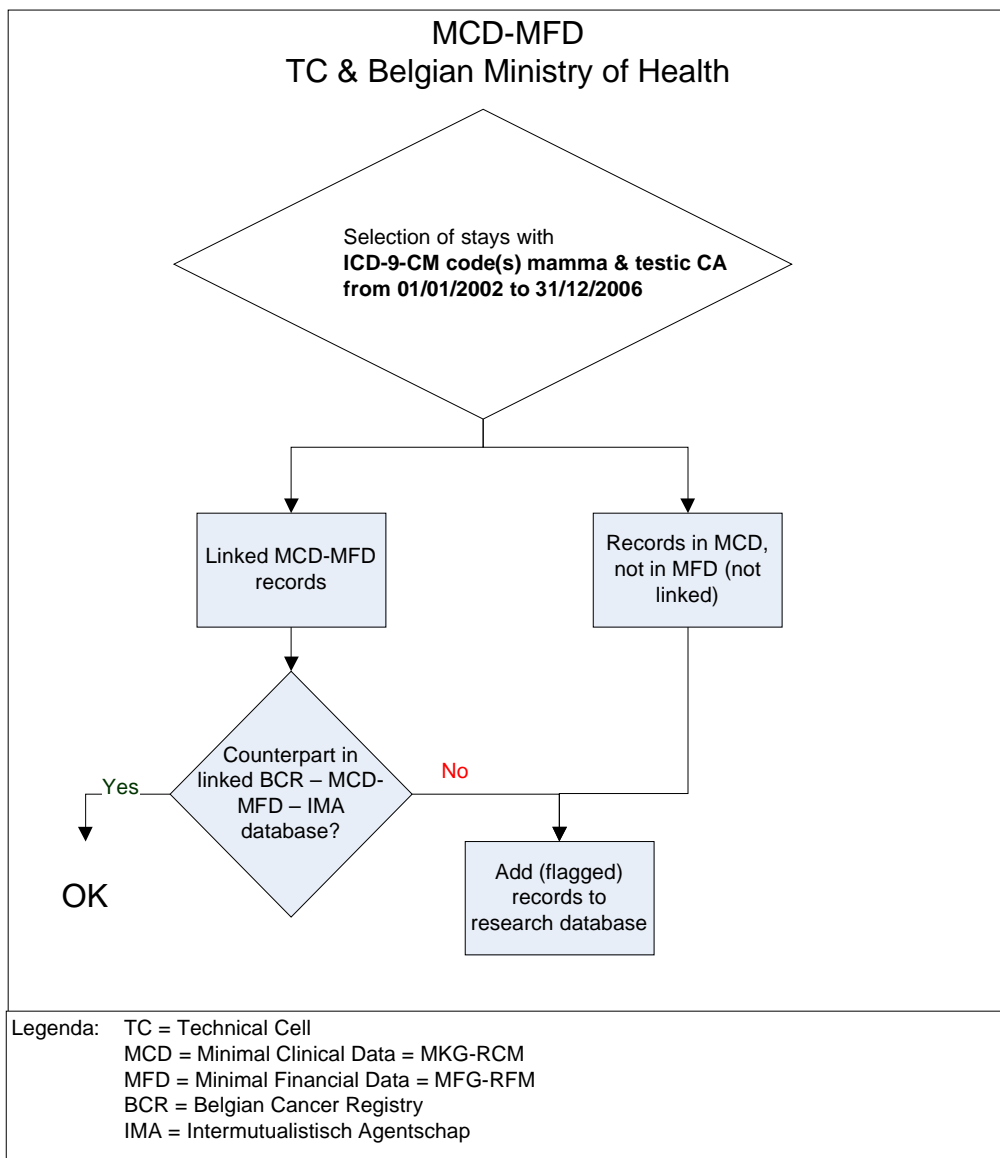 MCD-MFD
TC & Belgian Ministry of Health
Selection of stays with
ICD-9-CM code(s) mamma & testic CA
from 01/01/2002 to 31/12/2006
Linked MCD-MFD
records
Records in MCD,
not in MFD (not
linked)
Counterpart in
linked BCR – MCD-
MFD – IMA
database?
Yes
No
OK
Add (flagged)
records to
research database
Legenda: TC = Technical Cell
MCD = Minimal Clinical Data = MKG-RCM
MFD = Minimal Financial Data = MFG-RFM
BCR = Belgian Cancer Registry
IMA = Intermutualistisch Agentschap